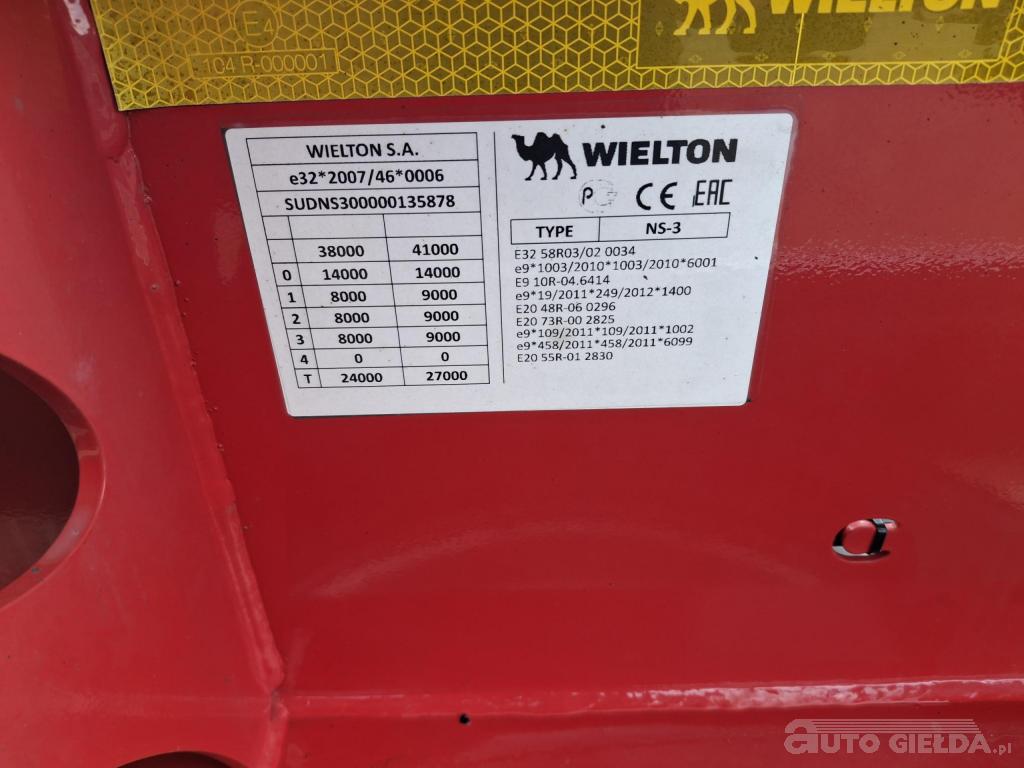 E4
104 R-000001
WIELTON
WIELTON S.A.
e32*2007/46*0006
SUDNS300000135878
38000 41000
0 14000 14000
1 8000 9000
2 8000 9000
3 8000 9000
4 0 0
T 24000 27000
WIELTON
P CE EAC
TYPE NS-3
E32 58R03/02 0034
e9*1003/2010*1003/2010*6001
E9 10R-04.6414
e9*19/2011*249/2012*1400
E20 48R-06 0296
E20 73R-00 2825
e9*109/2011*109/2011*1002
e9*458/2011*458/2011*6099
E20 55R-01 2830
AUTO GIEŁDA.pl